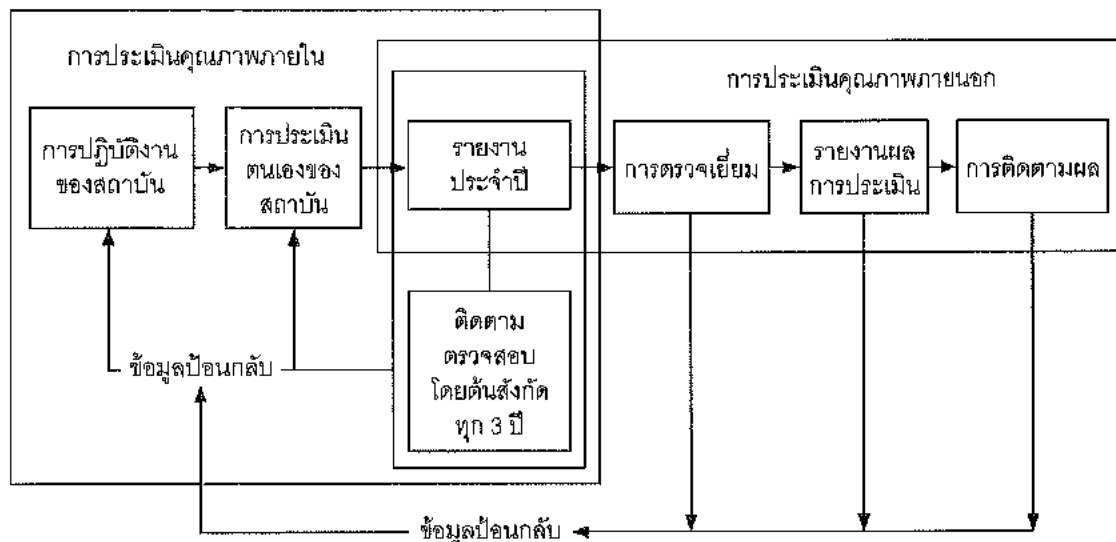 การประเมินคุณภาพภายใน
การประเมินคุณภาพภายนอก
การปฏิบัติงาน
ของสถาบัน
การประเมิน
ตนเองของ
สถาบัน
รายงาน
ประจำปี
การตรวจเยี่ยม
รายงานผล
การประเมิน
การติดตามผล
ติดตาม
ตรวจสอบ
โดยต้นสังกัด
ทุก 3 ปี
ข้อมูลป้อนกลับ
ข้อมูลป้อนกลับ